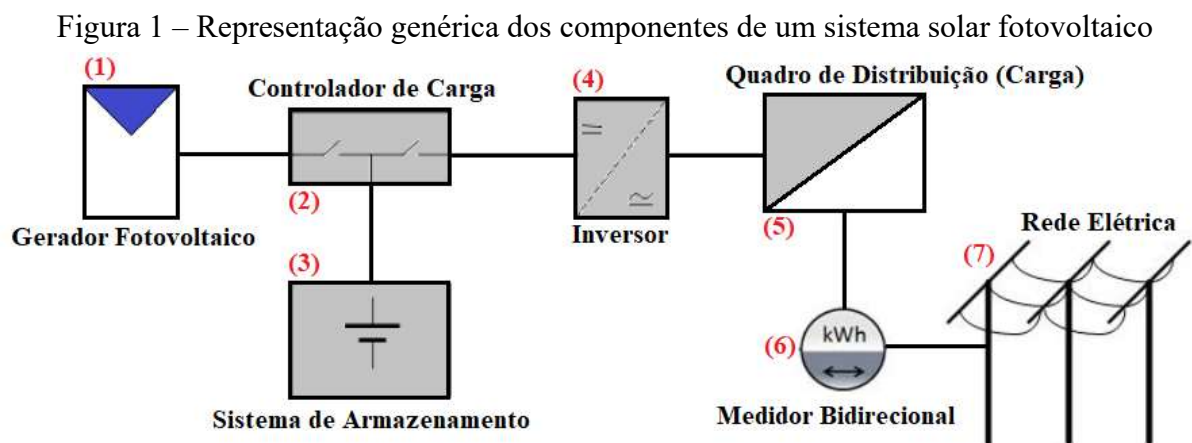 Figura 1 – Representação genérica dos componentes de um sistema solar fotovoltaico
(1)
Gerador Fotovoltaico
Controlador de Carga
(2)
(3)
Sistema de Armazenamento
(4)
Inversor
Quadro de Distribuição (Carga)
(5)
(6)
kWh
Medidor Bidirecional
Rede Elétrica
(7)